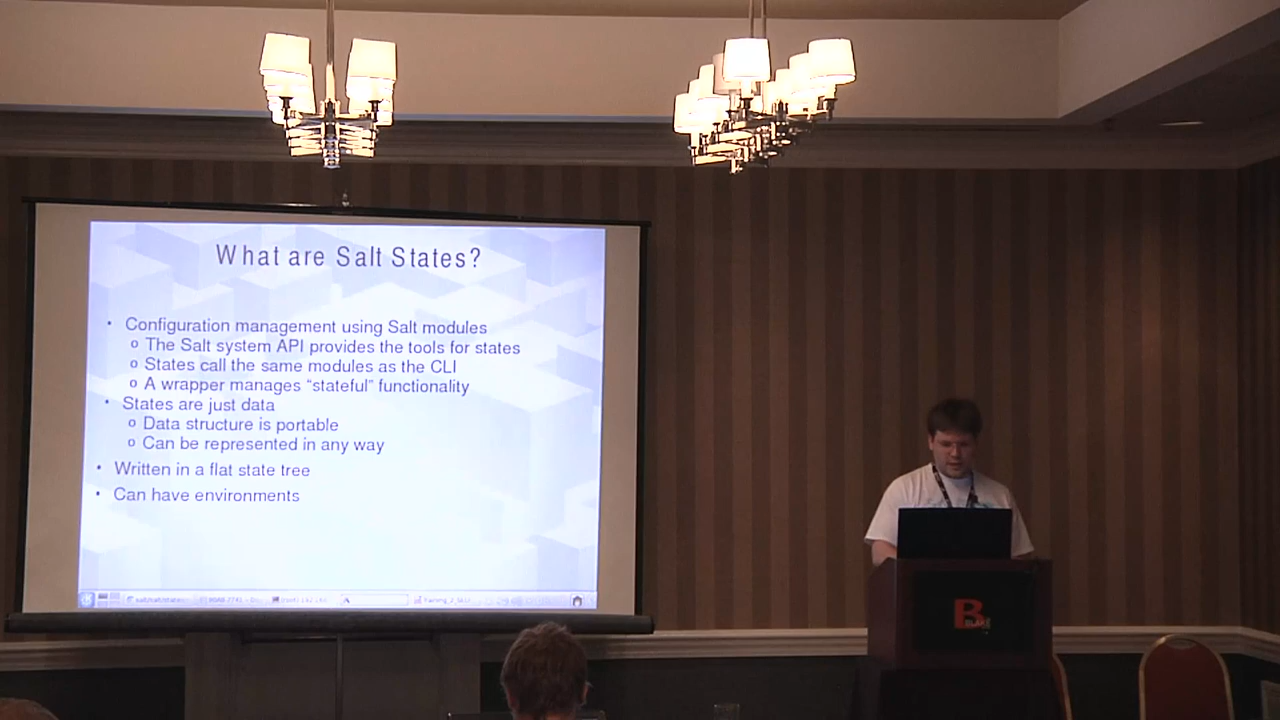 What are Salt States?
• Configuration management using Salt modules
o The Salt system API provides the tools for states
o States call the same modules as the CLI
o A wrapper manages “stateful” functionality
• States are just data
o Data structure is portable
o Can be represented in any way
• Written in a flat state tree
• Can have environments
B